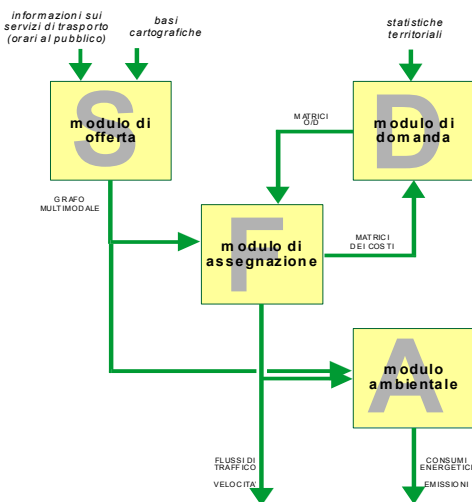 informazioni sui
servizi di trasporto
(orari al pubblico)
basi
cartografiche
statistiche
territoriali
S
modulo di
offerta
MATRICI
O/D
D
modulo di
domanda
GRAFO
MULTIMODALE
F
modulo di
assegnazione
MATRICI
DEI COSTI
A
modulo
ambientale
FLUSSI DI
TRAFFICO
VELOCITA'
CONSUMI
ENERGETICI
EMISSIONI